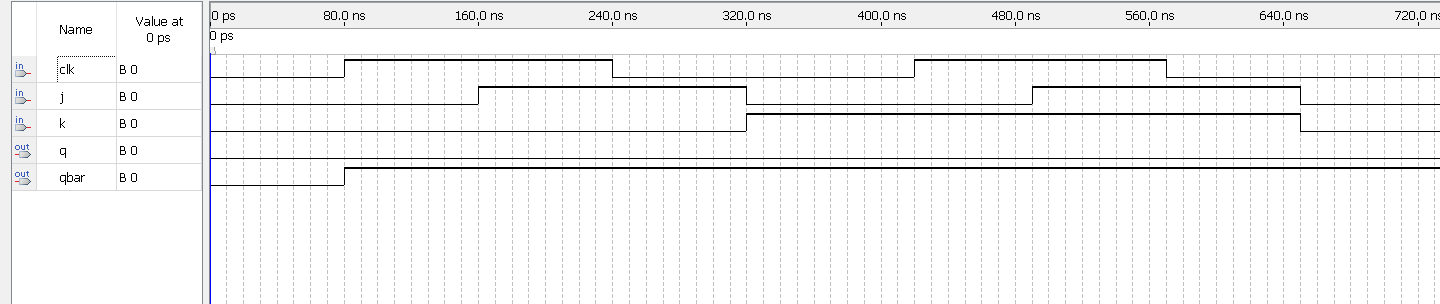 Name
Value at
0 ps
0 ps
80.0 ns
160.0 ns
240.0 ns
320.0 ns
400.0 ns
480.0 ns
560.0 ns
640.0 ns
720.0 ns
0 ps
in
clk
B 0
in
j
B 0
in
k
B 0
out
q
B 0
out
qbar
B 0